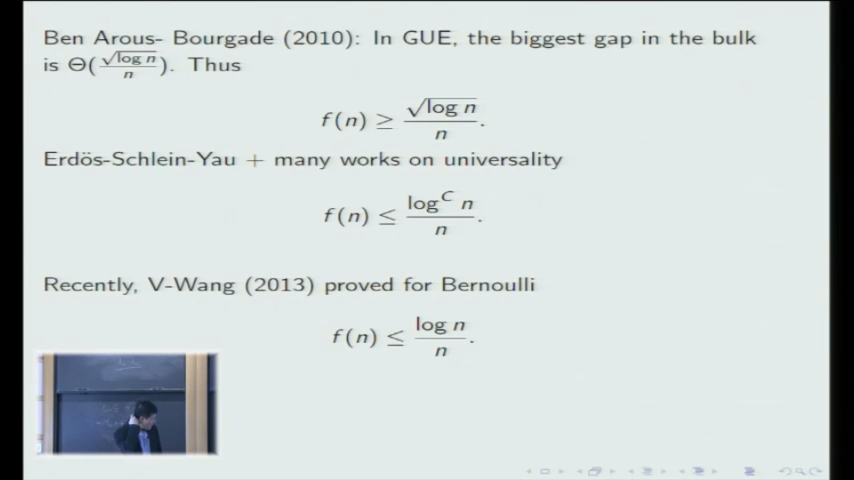 Ben Arous- Bourgade (2010): In GUE, the biggest gap in the bulk
is Θ(√log n / n). Thus
f(n) ≥ √log n / n.
Erdös-Schlein-Yau + many works on universality
f(n) ≤ log^C n / n.
Recently, V-Wang (2013) proved for Bernoulli
f(n) ≤ log n / n.